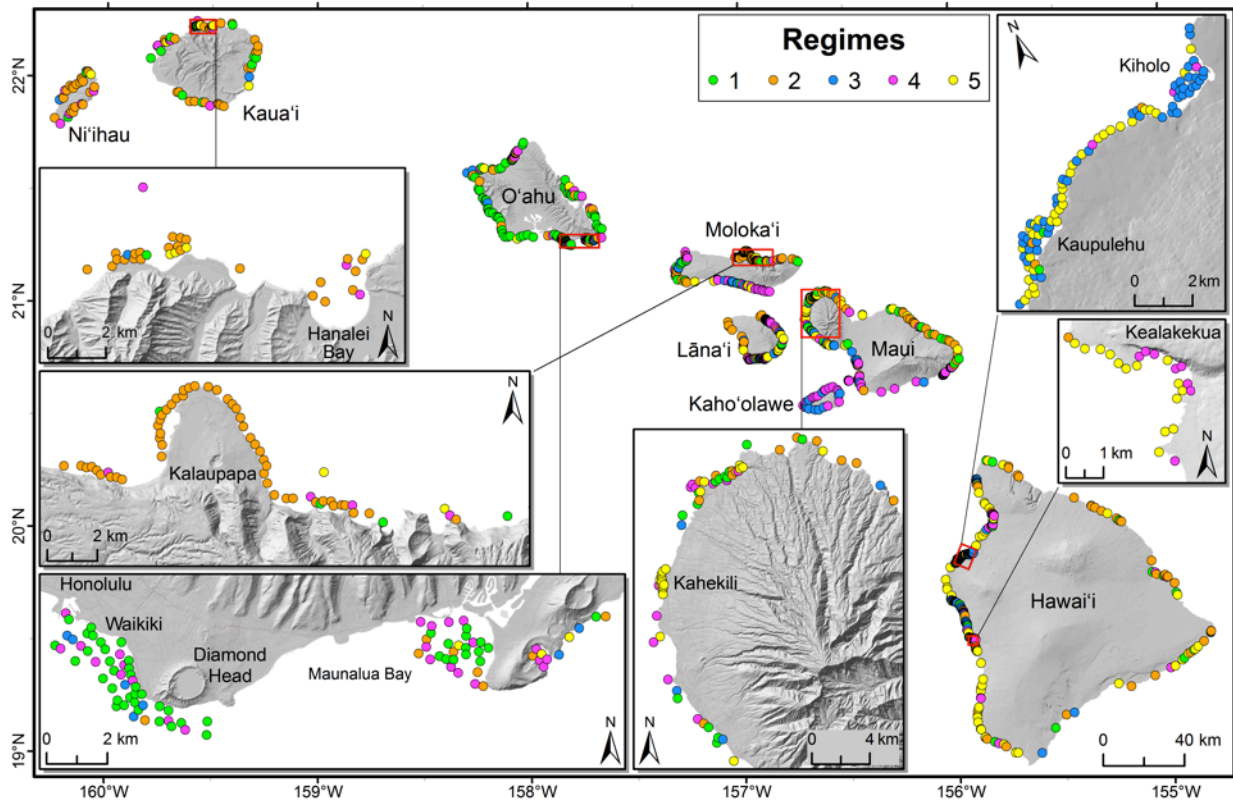 Regimes
1 2 3 4 5
22°N
21°N
20°N
19°N
160°W 159°W 158°W 157°W 156°W 155°W
Ni‘ihau
Kaua‘i
O‘ahu
Moloka‘i
Lāna‘i
Maui
Kaho‘olawe
Hawai‘i
0 40 km
N
Kiholo
Kaupulehu
0 2 km
Kealakekua
0 1 km
N
Hanalei
Bay
0 2 km
N
Kalaupapa
0 2 km
N
Honolulu
Waikiki
Diamond
Head
Maunalua Bay
0 2 km
N
Kahekili
0 4 km
N
N